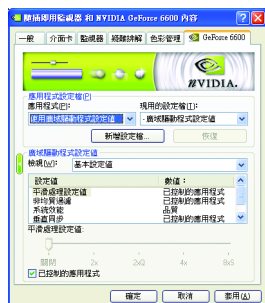 隨插即用監視器 和 NVIDIA GeForce 6600 內容
一般 介面卡 監視器 疑難排解 色彩管理 GeForce 6600
NVIDIA.
應用程式設定檔(P)
應用程式(P): 現用的設定檔(I):
使用廣域驅動程式設定值 - 廣域驅動程式設定值
新增設定檔... 恢復
廣域驅動程式設定值
檢視(W): 基本設定值
設定值 數值:
平滑處理設定值 已控制的應用程式
非均質過濾 已控制的應用程式
系統效能 品質
垂直同步 已控制的應用程式
平滑處理設定值:
關閉 2x 2xQ 4x 8xS
已控制的應用程式
確定 取消 套用(A)